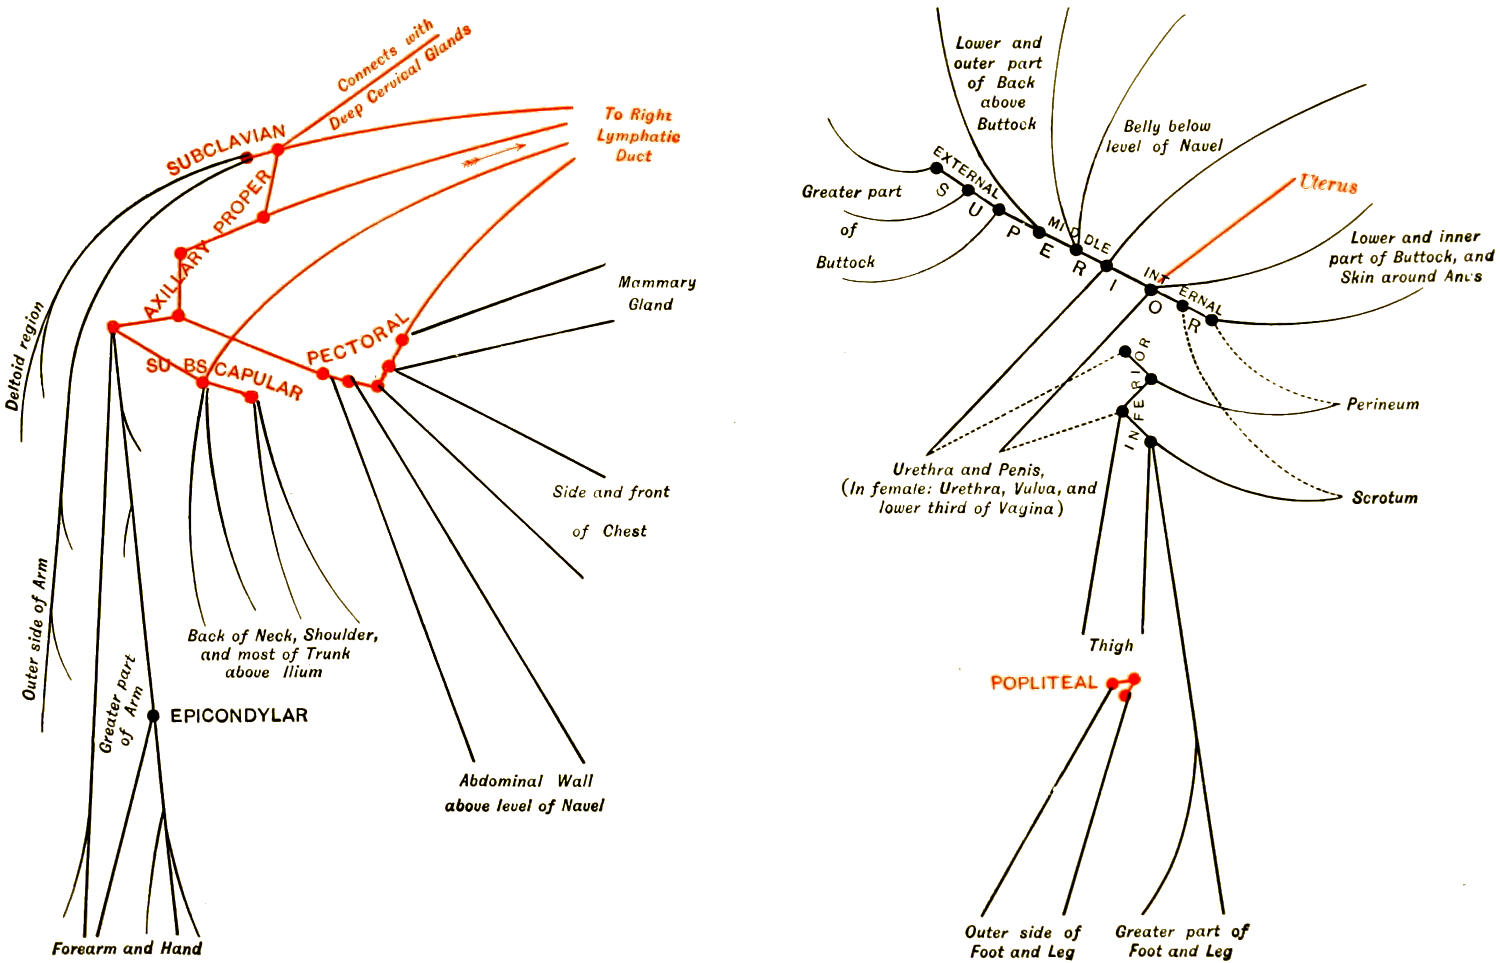 Connects with
Deep Cervical Glands
SUBCLAVIAN
To Right
Lymphatic
Duct
AXILLARY PROPER
Deltoid region
SUBSCAPULAR
PECTORAL
Mammary
Gland
Side and front
of Chest
Outer side of Arm
Back of Neck, Shoulder,
and most of Trunk
above Ilium
Greater part
of Arm
EPICONDYLAR
Abdominal Wall
above level of Navel
Forearm and Hand
Lower and
outer part
of Back
above
Buttock
Belly below
level of Navel
EXTERNAL
MIDDLE
INTERNAL
SUPERIOR
Uterus
Greater part
of
Buttock
Lower and inner
part of Buttock, and
Skin around Anus
INFERIOR
Perineum
Urethra and Penis,
(In female: Urethra, Vulva, and
lower third of Vagina)
Scrotum
Thigh
POPLITEAL
Outer side of
Foot and Leg
Greater part of
Foot and Leg